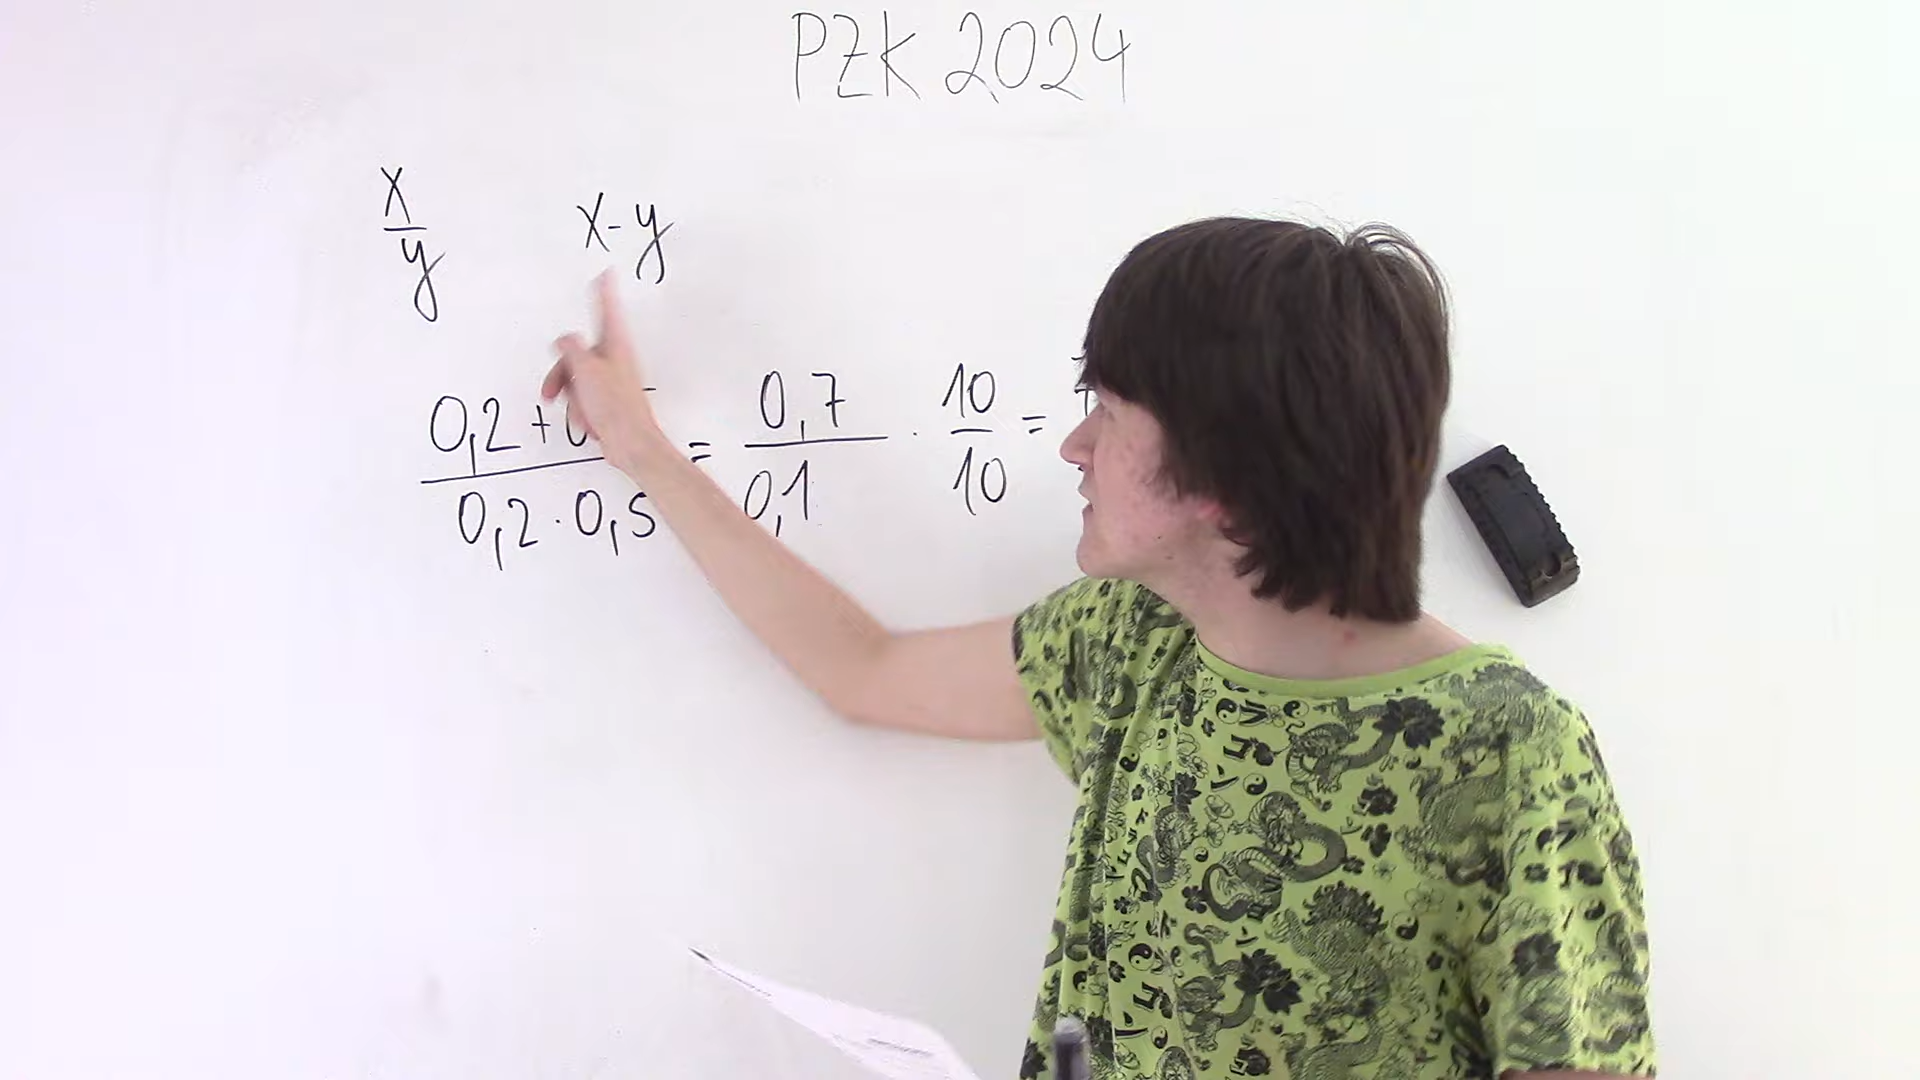 PZK 2024
x/y x-y
0,2+0 / 0,2·0,5 = 0,7 / 0,1 · 10/10 =